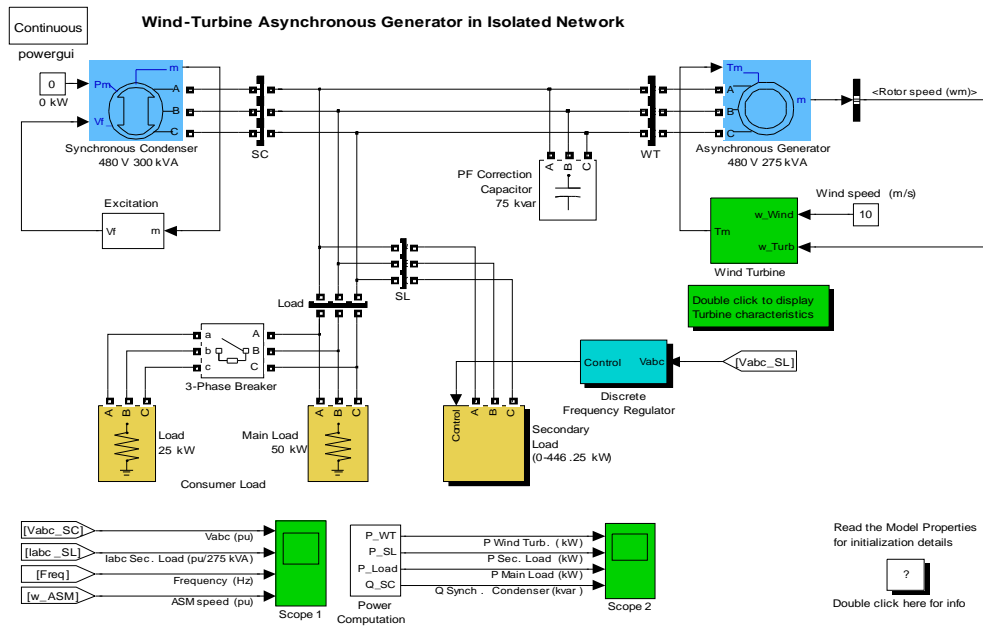 Wind-Turbine Asynchronous Generator in Isolated Network
Continuous
powergui
0
0 kW
Pm
m
A
B
C
Vf
Synchronous Condenser
480 V 300 kVA
SC
WT
Tm
A
B
C
m
Asynchronous Generator
480 V 275 kVA
<Rotor speed (wm)>
A
B
C
PF Correction
Capacitor
75 kvar
Excitation
Vf
m
Wind speed (m/s)
10
w_Wind
Tm
w_Turb
Wind Turbine
SL
Load
Double click to display
Turbine characteristics
a
A
b
B
c
C
3-Phase Breaker
Control
Vabc
[Vabc_SL]
Discrete
Frequency Regulator
A
B
C
Load
25 kW
Main Load
50 kW
A
B
C
Control
A
B
C
Secondary
Load
(0-446 .25 kW)
Consumer Load
[Vabc_SC]
Vabc (pu)
[Iabc _SL]
Iabc Sec. Load (pu/275 kVA)
[Freq]
Frequency (Hz)
[w_ASM]
ASM speed (pu)
Scope 1
P_WT
P Wind Turb. ( kW)
P_SL
P Sec. Load (kW)
P_Load
P Main Load (kW)
Q_SC
Q Synch . Condenser (kvar )
Power
Computation
Scope 2
Read the Model Properties
for initialization details
?
Double click here for info